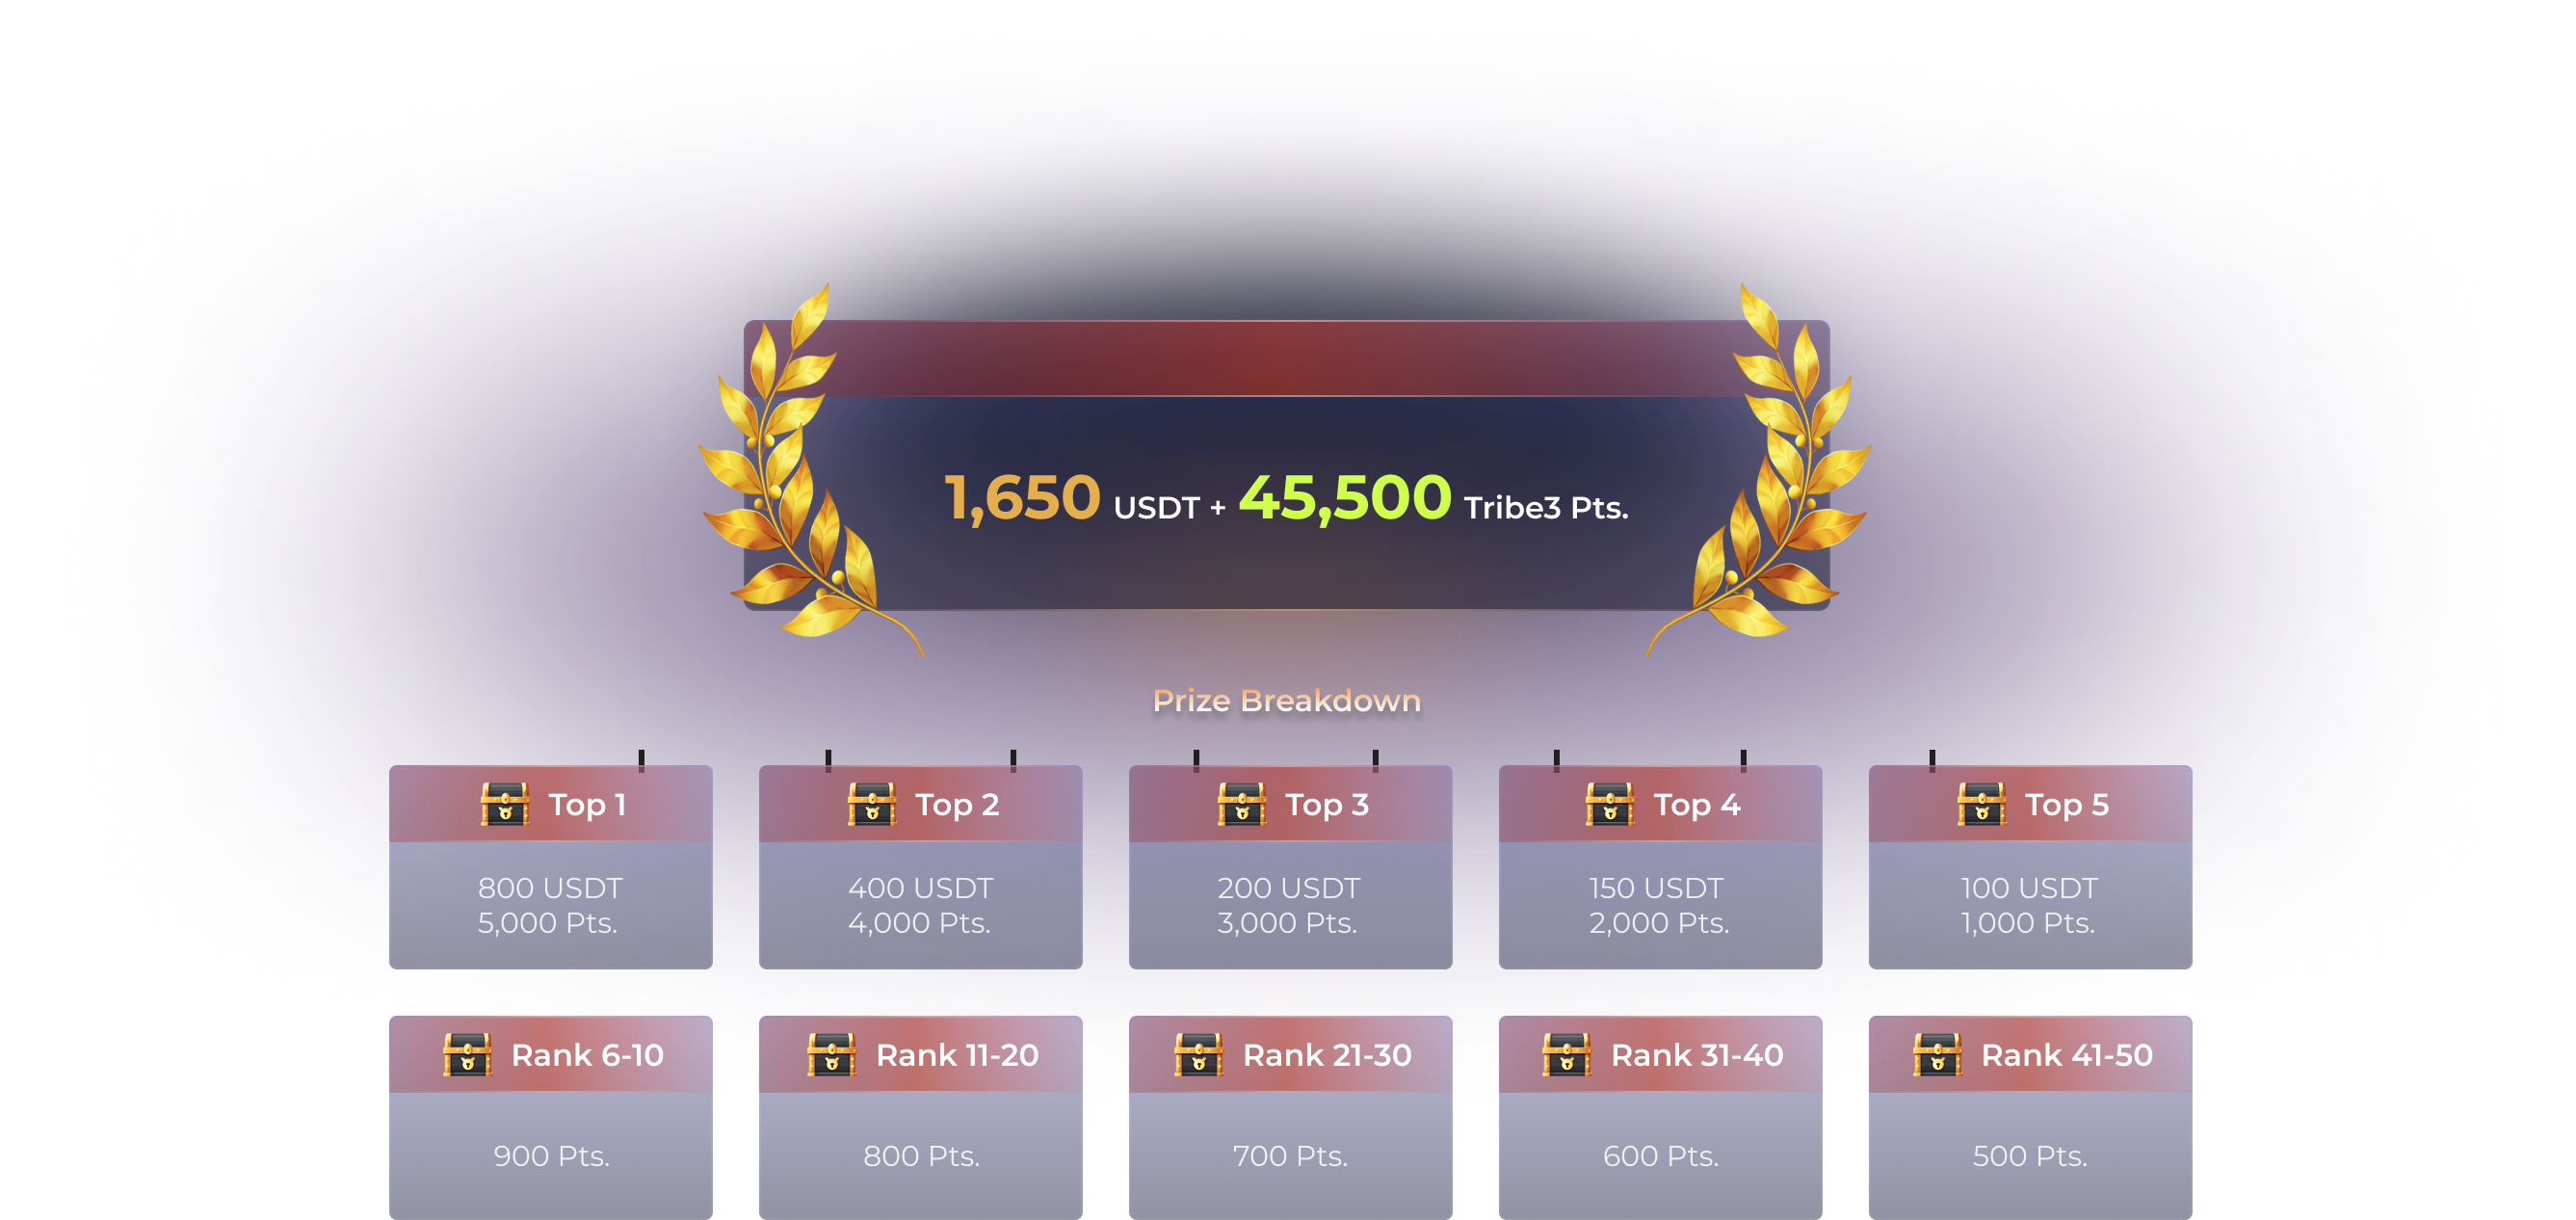 1,650 USDT + 45,500 Tribe3 Pts.
Prize Breakdown
Top 1
800 USDT
5,000 Pts.
Top 2
400 USDT
4,000 Pts.
Top 3
200 USDT
3,000 Pts.
Top 4
150 USDT
2,000 Pts.
Top 5
100 USDT
1,000 Pts.
Rank 6-10
900 Pts.
Rank 11-20
800 Pts.
Rank 21-30
700 Pts.
Rank 31-40
600 Pts.
Rank 41-50
500 Pts.